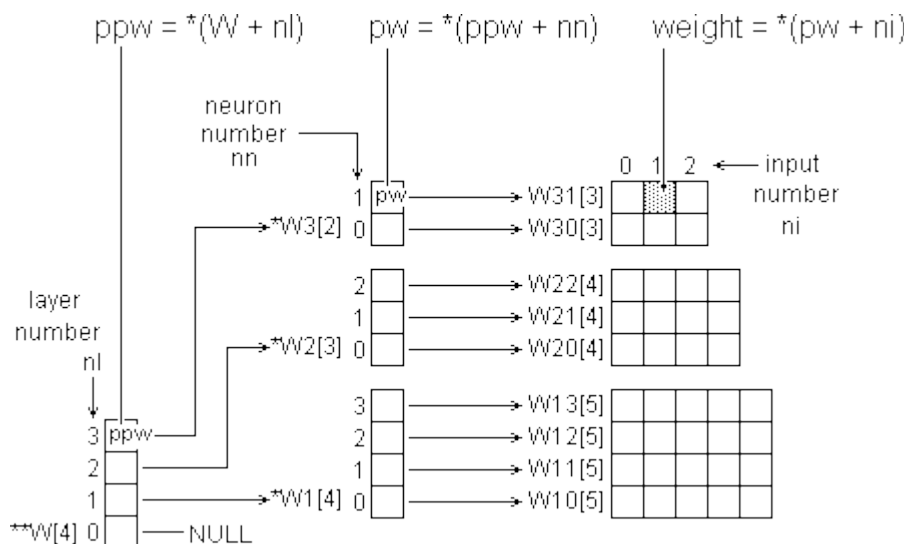 ppw = *(W + nl) pw = *(ppw + nn) weight = *(pw + ni)
neuron
number
nn
0 1 2 input
number
ni
1 pw W31[3]
*W3[2] 0 W30[3]
2 W22[4]
1 W21[4]
*W2[3] 0 W20[4]
layer
number
nl
3 W13[5]
3 ppw 2 W12[5]
2 1 W11[5]
1 *W1[4] 0 W10[5]
**W[4] 0 NULL